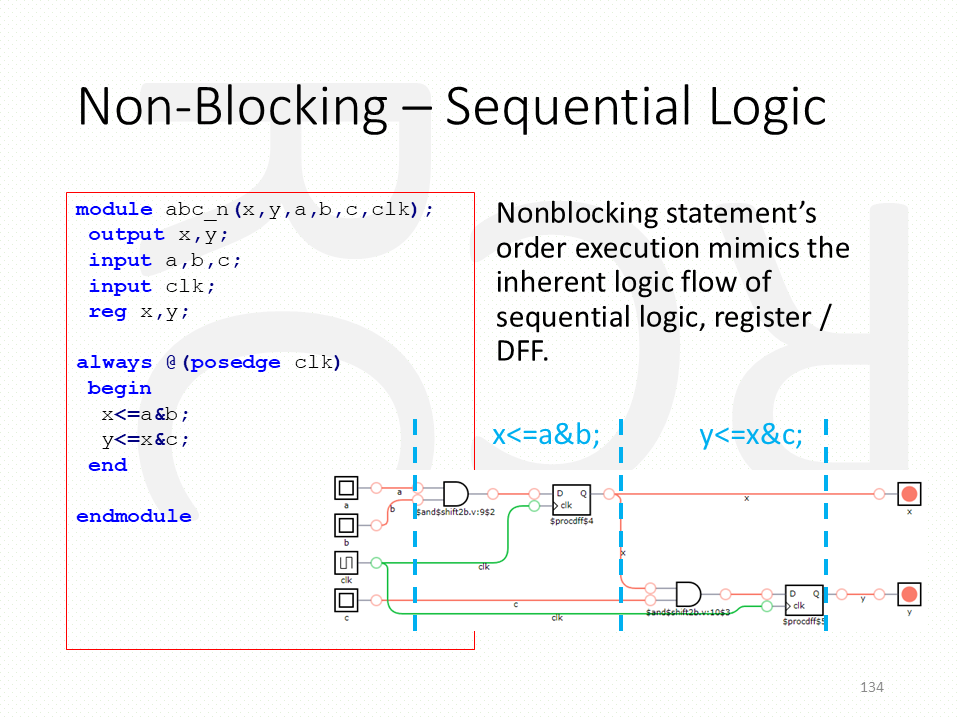 Non-Blocking – Sequential Logic
module abc_n(x,y,a,b,c,clk);
output x,y;
input a,b,c;
input clk;
reg x,y;
always @(posedge clk)
begin
x<=a&b;
y<=x&c;
end
endmodule
Nonblocking statement’s
order execution mimics the
inherent logic flow of
sequential logic, register /
DFF.
x<=a&b;
y<=x&c;
a
b
clk
c
a
b
$and$shift2b.v:9$2
D Q
clk
$procdff$4
x
x
x
clk
c
clk
$and$shift2b.v:10$3
D Q
clk
$procdff$5
y
y
134